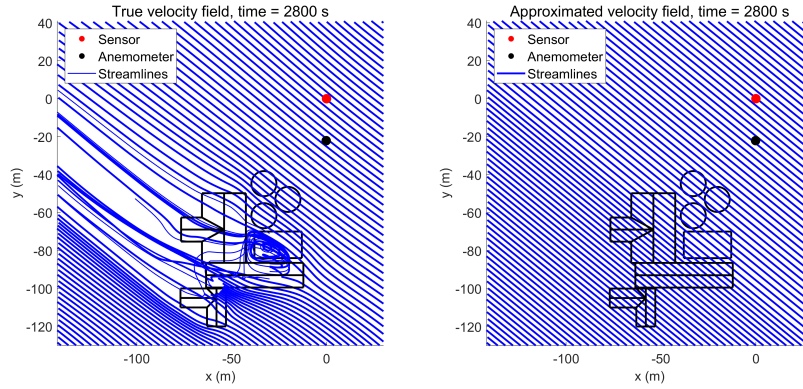 True velocity field, time = 2800 s
Sensor
Anemometer
Streamlines
40
20
0
-20
-40
-60
-80
-100
-120
y (m)
-100
-50
0
x (m)
Approximated velocity field, time = 2800 s
Sensor
Anemometer
Streamlines
40
20
0
-20
-40
-60
-80
-100
-120
y (m)
-100
-50
0
x (m)